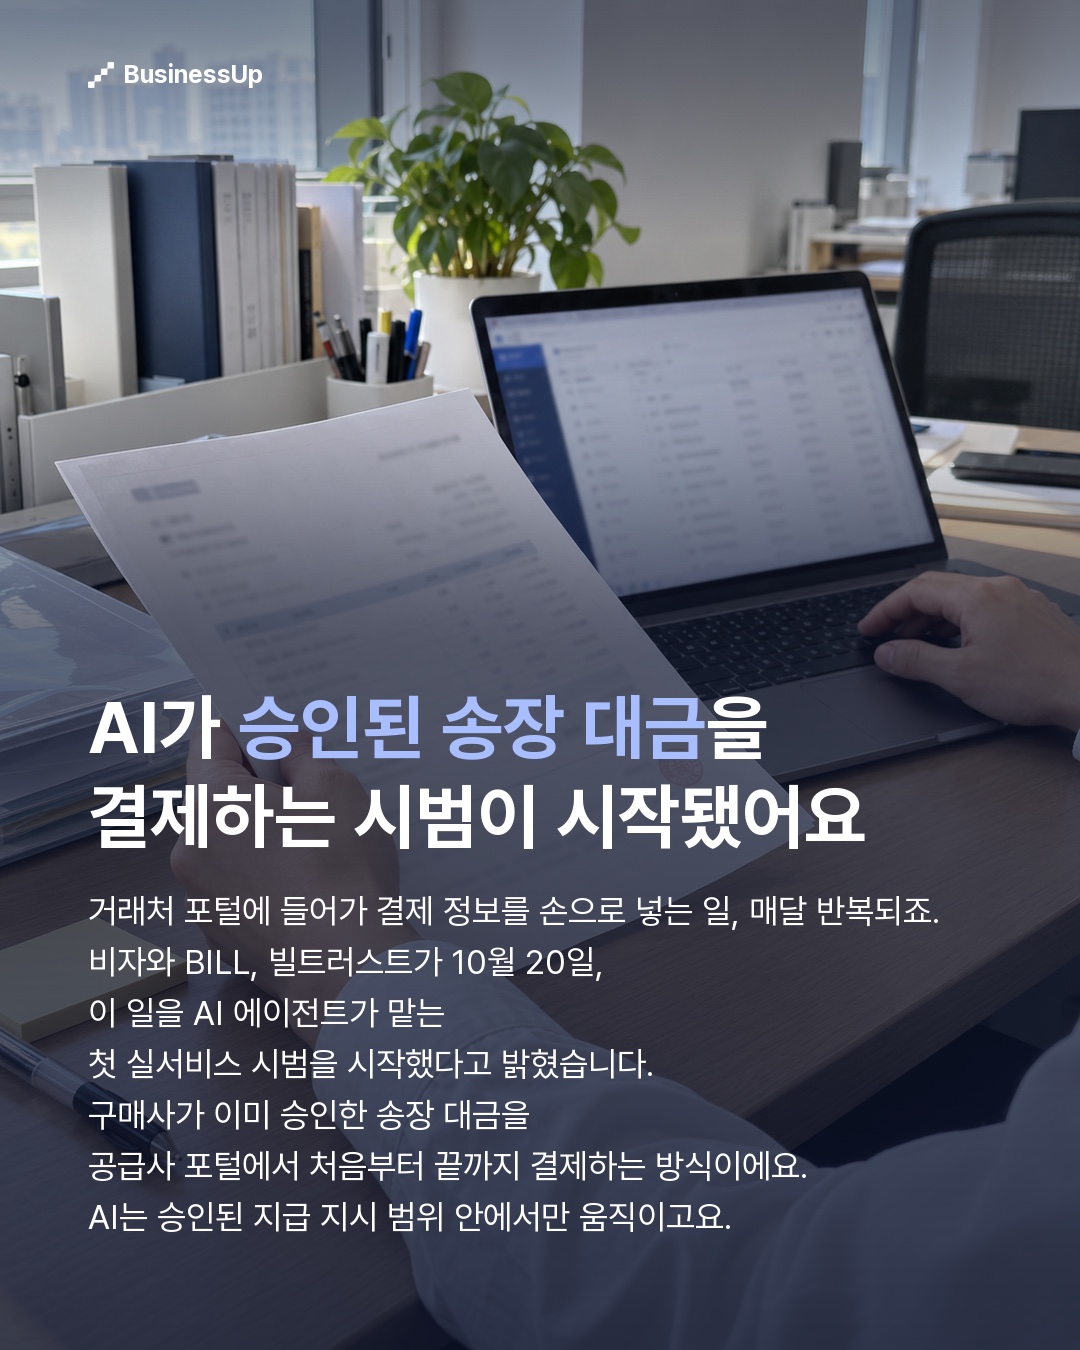 BusinessUp
AI가 승인된 송장 대금을
결제하는 시범이 시작됐어요
거래처 포털에 들어가 결제 정보를 손으로 넣는 일, 매달 반복되죠.
비자와 BILL, 빌트러스트가 10월 20일,
이 일을 AI 에이전트가 맡는
첫 실서비스 시범을 시작했다고 밝혔습니다.
구매사가 이미 승인한 송장 대금을
공급사 포털에서 처음부터 끝까지 결제하는 방식이에요.
AI는 승인된 지급 지시 범위 안에서만 움직이고요.